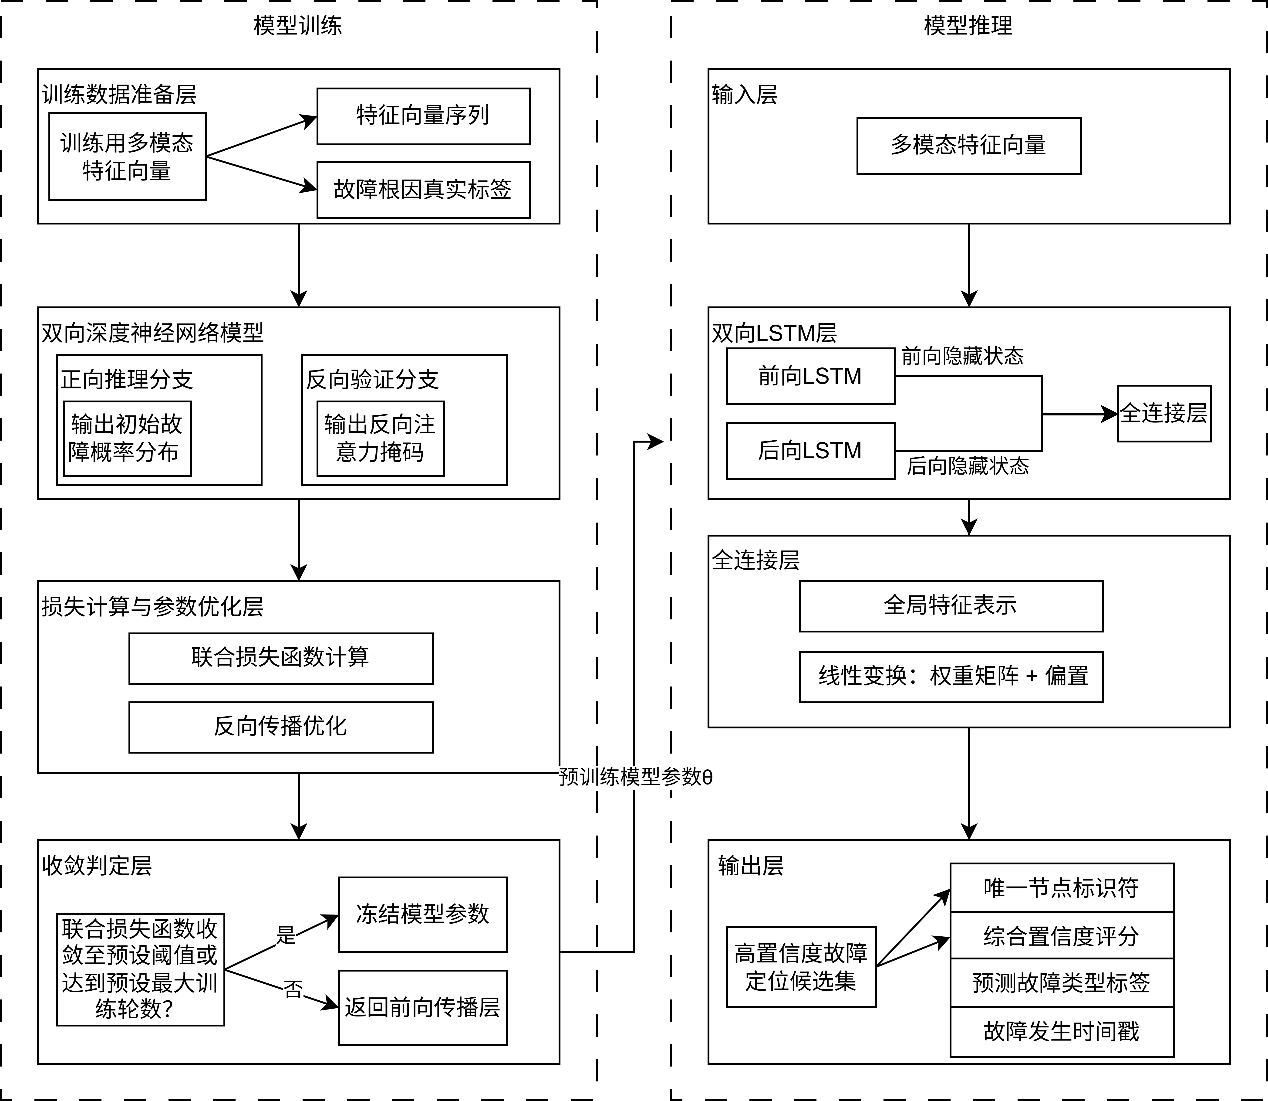 模型训练
训练数据准备层
训练用多模态
特征向量
特征向量序列
故障根因真实标签
双向深度神经网络模型
正向推理分支
输出初始故
障概率分布
反向验证分支
输出反向注
意力掩码
损失计算与参数优化层
联合损失函数计算
反向传播优化
收敛判定层
联合损失函数收
敛至预设阈值或
达到预设最大训
练轮数？
是
否
冻结模型参数
返回前向传播层
预训练模型参数θ
模型推理
输入层
多模态特征向量
双向LSTM层
前向LSTM
前向隐藏状态
后向LSTM
后向隐藏状态
全连接层
全连接层
全局特征表示
线性变换：权重矩阵 + 偏置
输出层
高置信度故障
定位候选集
唯一节点标识符
综合置信度评分
预测故障类型标签
故障发生时间戳